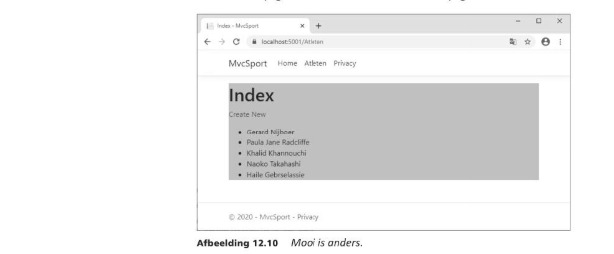 Index - MvcSport
localhost:5001/Atleten
MvcSport Home Atleten Privacy
Index
Create New
Gerard Nijboer
Paula Jane Radcliffe
Khalid Khannouchi
Naoko Takahashi
Haile Gebrselassie
© 2020 - MvcSport - Privacy
Afbeelding 12.10 Mooi is anders.